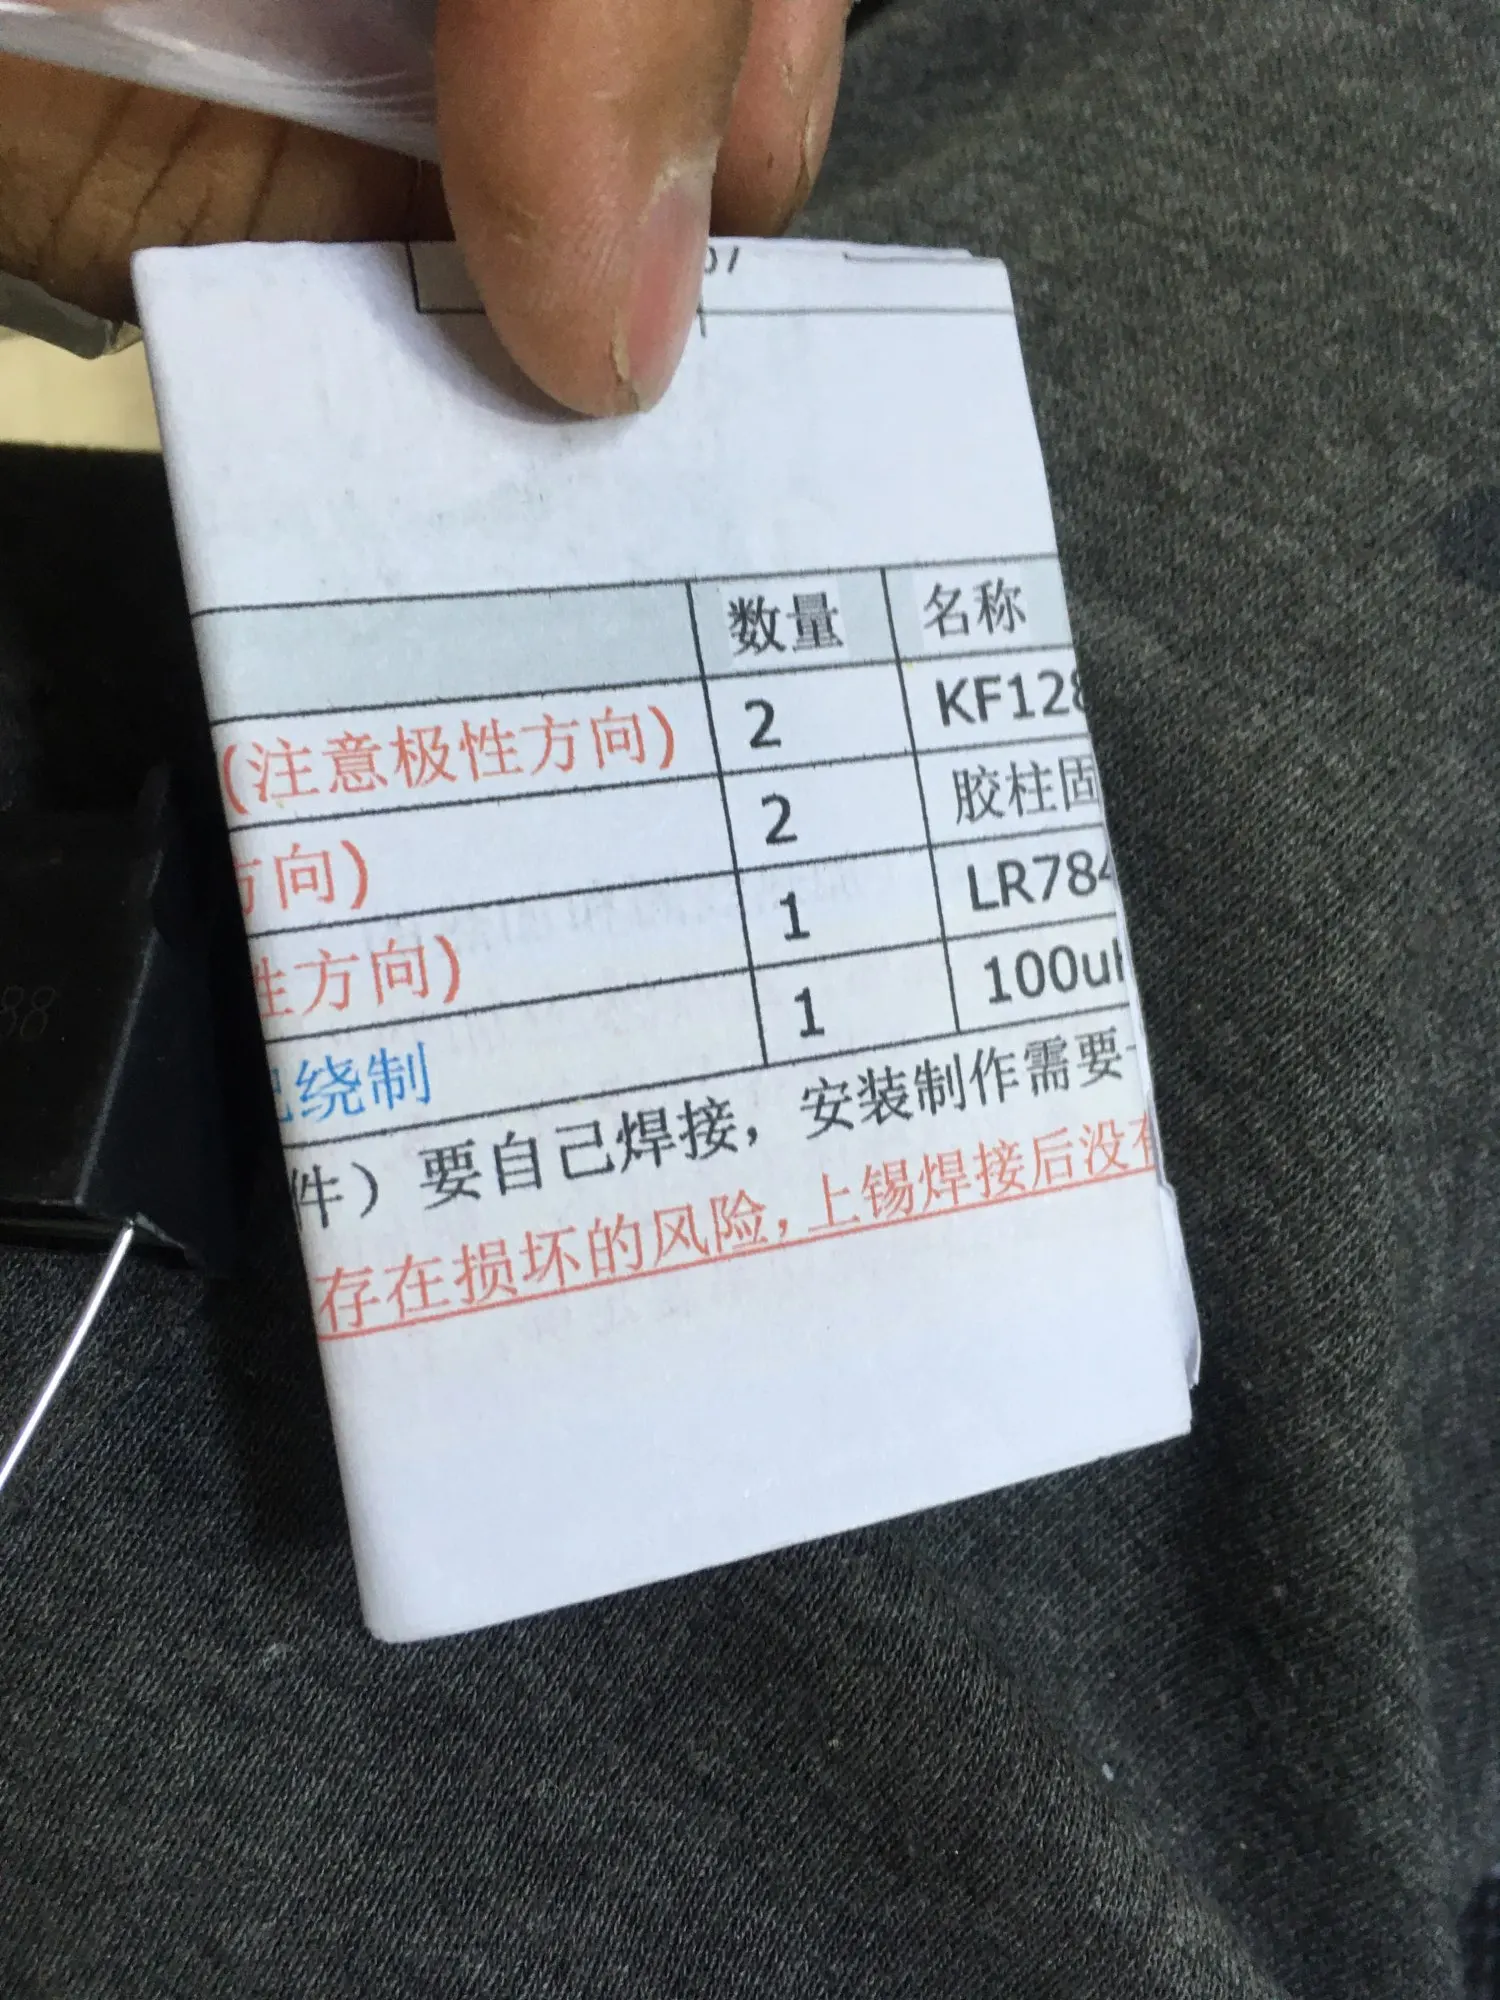 数量 名称
(注意极性方向) 2 KF128
方向) 2 胶柱固
性方向) 1 LR784
绕制 1 100uH
件）要自己焊接，安装制作需要
存在损坏的风险，上锡焊接后没有